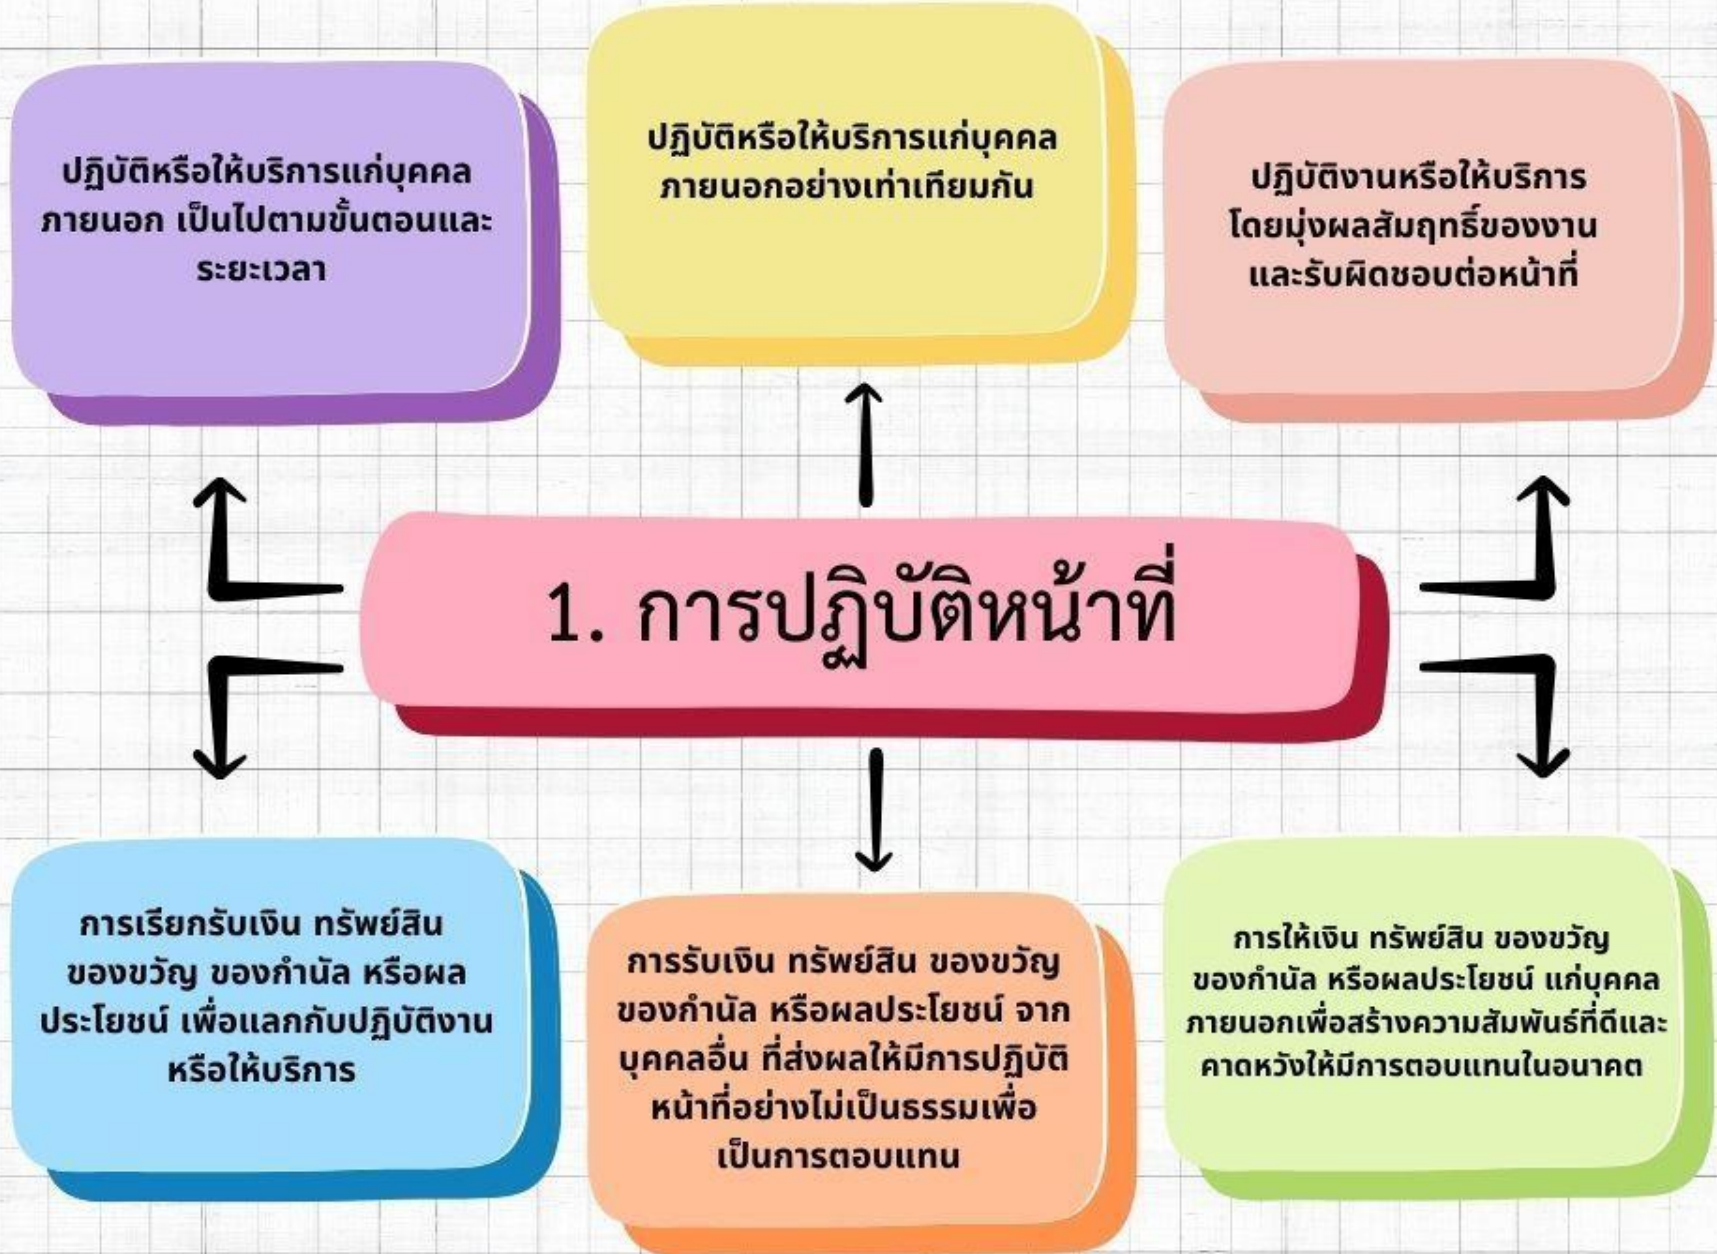 ปฏิบัติหรือให้บริการแก่บุคคล
ภายนอก เป็นไปตามขั้นตอนและ
ระยะเวลา
ปฏิบัติหรือให้บริการแก่บุคคล
ภายนอกอย่างเท่าเทียมกัน
ปฏิบัติงานหรือให้บริการ
โดยมุ่งผลสัมฤทธิ์ของงาน
และรับผิดชอบต่อหน้าที่
1. การปฏิบัติหน้าที่
การเรียกรับเงิน ทรัพย์สิน
ของขวัญ ของกำนัล หรือผล
ประโยชน์ เพื่อแลกกับปฏิบัติงาน
หรือให้บริการ
การรับเงิน ทรัพย์สิน ของขวัญ
ของกำนัล หรือผลประโยชน์ จาก
บุคคลอื่น ที่ส่งผลให้มีการปฏิบัติ
หน้าที่อย่างไม่เป็นธรรมเพื่อ
เป็นการตอบแทน
การให้เงิน ทรัพย์สิน ของขวัญ
ของกำนัล หรือผลประโยชน์ แก่บุคคล
ภายนอกเพื่อสร้างความสัมพันธ์ที่ดีและ
คาดหวังให้มีการตอบแทนในอนาคต